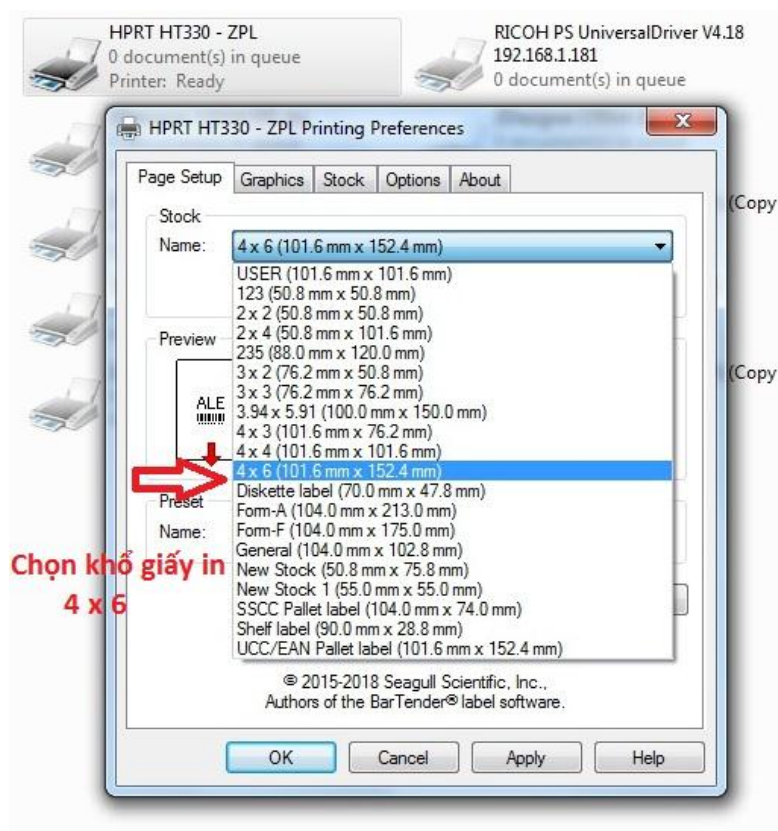 HPRT HT330 - ZPL
0 document(s) in queue
Printer: Ready
RICOH PS UniversalDriver V4.18
192.168.1.181
0 document(s) in queue
HPRT HT330 - ZPL Printing Preferences
Page Setup Graphics Stock Options About
(Copy
Stock
Name: 4 x 6 (101.6 mm x 152.4 mm)
USER (101.6 mm x 101.6 mm)
123 (50.8 mm x 50.8 mm)
2 x 2 (50.8 mm x 50.8 mm)
2 x 4 (50.8 mm x 101.6 mm)
Preview
235 (88.0 mm x 120.0 mm)
3 x 2 (76.2 mm x 50.8 mm)
(Copy
3 x 3 (76.2 mm x 76.2 mm)
ALE
3.94 x 5.91 (100.0 mm x 150.0 mm)
4 x 3 (101.6 mm x 76.2 mm)
4 x 4 (101.6 mm x 101.6 mm)
4 x 6 (101.6 mm x 152.4 mm)
Diskette label (70.0 mm x 47.8 mm)
Preset
Form-A (104.0 mm x 213.0 mm)
Name:
Form-F (104.0 mm x 175.0 mm)
General (104.0 mm x 102.8 mm)
Chọn khổ giấy in
4 x 6
New Stock (50.8 mm x 75.8 mm)
New Stock 1 (55.0 mm x 55.0 mm)
SSCC Pallet label (104.0 mm x 74.0 mm)
Shelf label (90.0 mm x 28.8 mm)
UCC/EAN Pallet label (101.6 mm x 152.4 mm)
© 2015-2018 Seagull Scientific, Inc.,
Authors of the BarTender® label software.
OK Cancel Apply Help